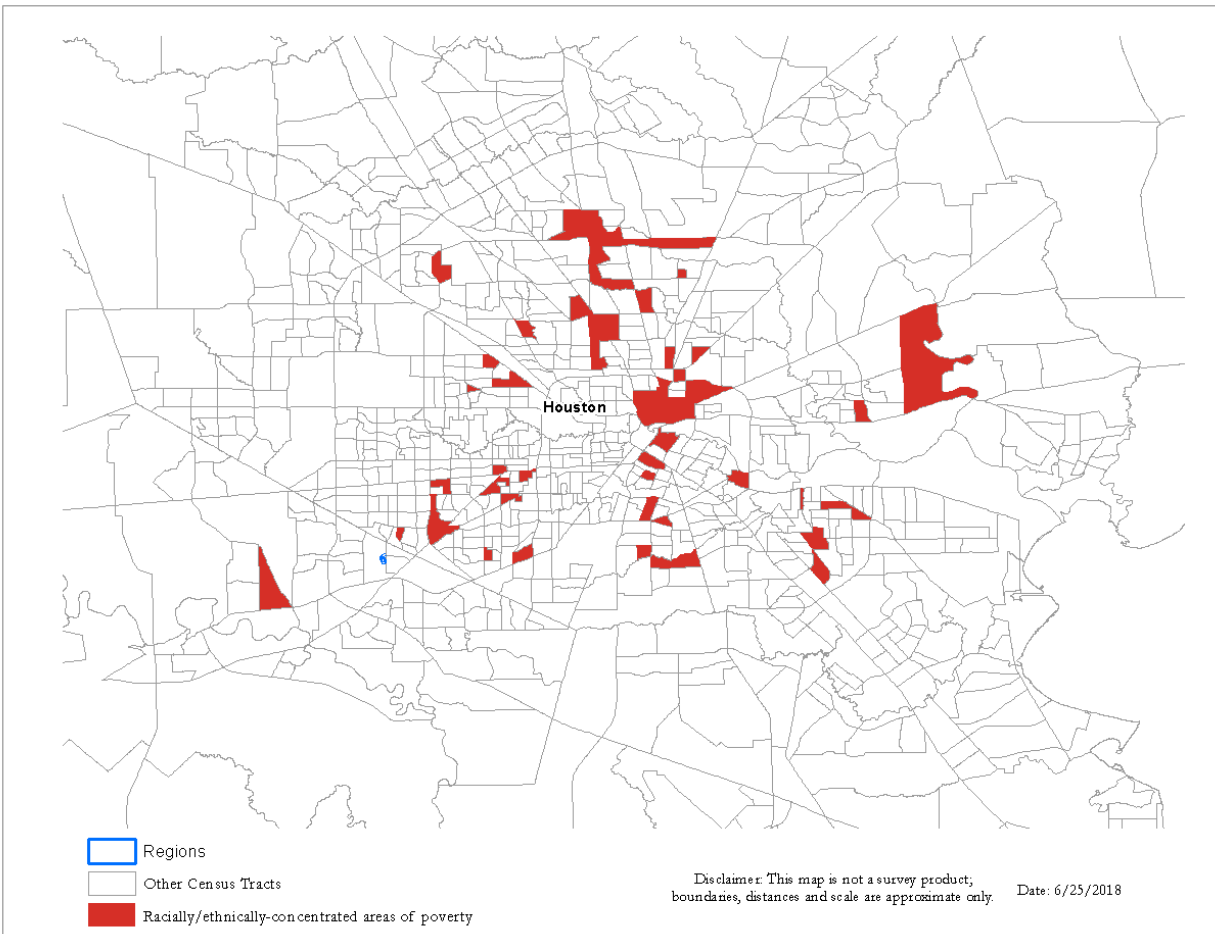 Houston
Regions
Other Census Tracts
Racially/ethnically-concentrated areas of poverty
Disclaimer: This map is not a survey product;
boundaries, distances and scale are approximate only.
Date: 6/25/2018